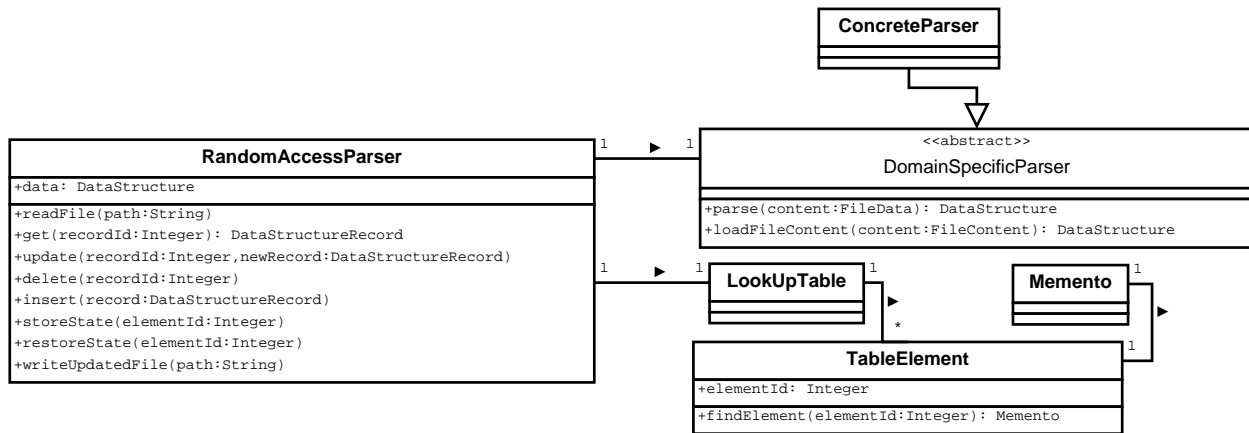 ConcreteParser
RandomAccessParser
+data: DataStructure
+readFile(path:String)
+get(recordId:Integer): DataStructureRecord
+update(recordId:Integer,newRecord:DataStructureRecord)
+delete(recordId:Integer)
+insert(record:DataStructureRecord)
+storeState(elementId:Integer)
+restoreState(elementId:Integer)
+writeUpdatedFile(path:String)
1 1
<<abstract>>
DomainSpecificParser
+parse(content:FileData): DataStructure
+loadFileContent(content:FileContent): DataStructure
1 1
LookUpTable
1
*
Memento
1
1
TableElement
+elementId: Integer
+findElement(elementId:Integer): Memento